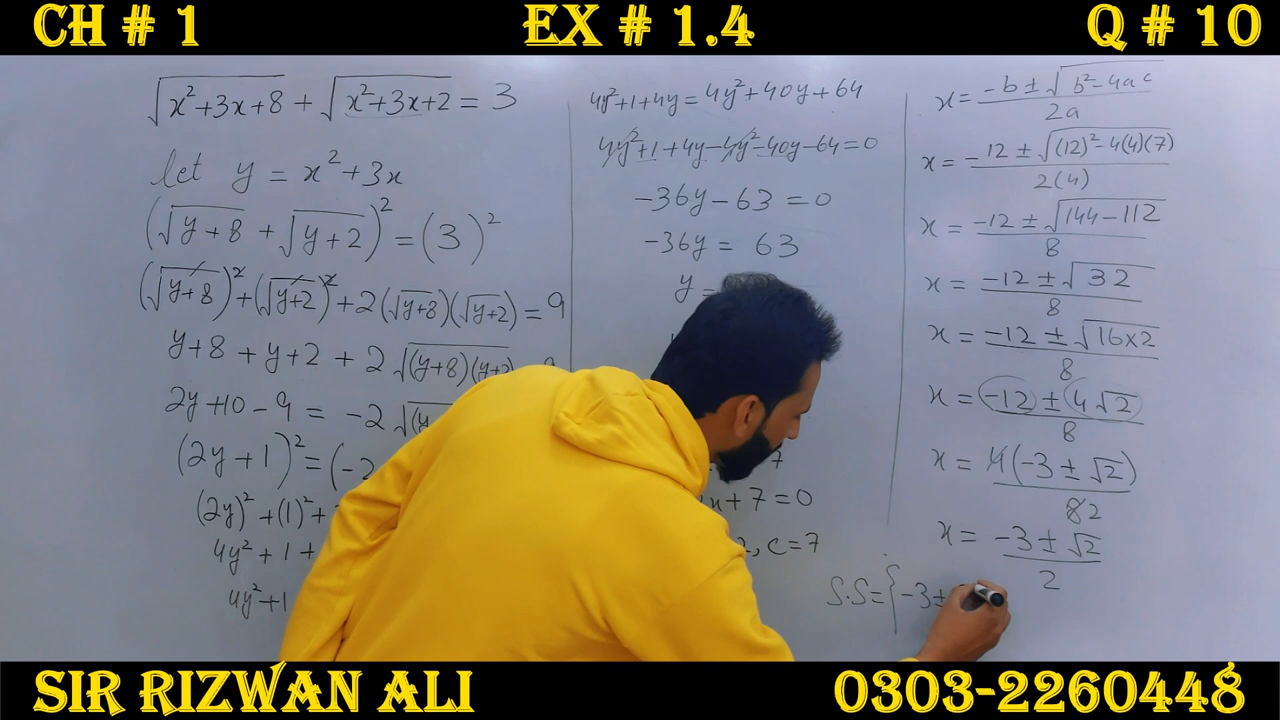 CH # 1
EX # 1.4
Q # 10
√(x²+3x+8) + √(x²+3x+2) = 3
let y = x²+3x
(√(y+8) + √(y+2))² = (3)²
(√(y+8))² + (√(y+2))² + 2(√(y+8))(√(y+2)) = 9
y+8 + y+2 + 2√((y+8)(y+2))
2y+10-9 = -2√(
(2y+1)² = (-2
(2y)² + (1)² +
4y² + 1 +
4y²+1
4y²+1+4y = 4y²+40y+64
4y²+1+4y-4y²-40y-64=0
-36y-63 = 0
-36y = 63
y =
7
x+7=0
, c=7
x = (-b ± √(b²-4ac))/2a
x = (-12 ± √((12)²-4(4)(7)))/2(4)
x = (-12 ± √(144-112))/8
x = (-12 ± √32)/8
x = (-12 ± √(16×2))/8
x = (-12 ± 4√2)/8
x = 4(-3 ± √2)/8 2
x = (-3 ± √2)/2
S.S = { -3 ±
SIR RIZWAN ALI
0303-2260448